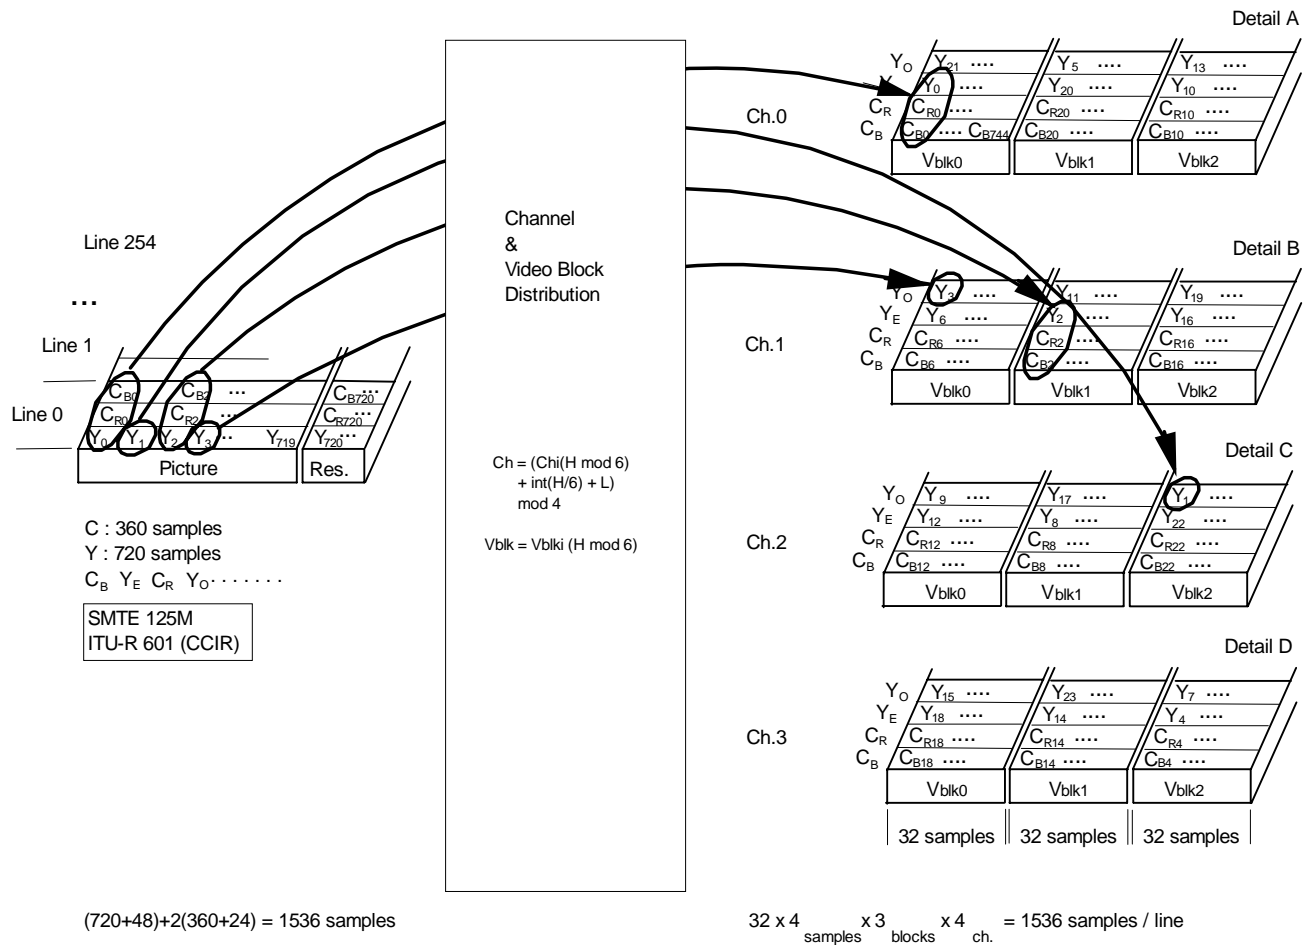 Detail A
Y_O Y_21 .... Y_5 .... Y_13 ....
Y Y_0 .... Y_20 .... Y_10 ....
C_R C_R0 .... C_R20 .... C_R10 ....
C_B C_B0 .... C_B744 C_B20 .... C_B10 ....
Vblk0 Vblk1 Vblk2
Ch.0
Channel
&
Video Block
Distribution
Ch = (Chi(H mod 6)
+ int(H/6) + L)
mod 4
Vblk = Vblki (H mod 6)
Line 254
...
Line 1
Line 0
C_B0 C_B2 ... C_B720 ...
C_R0 C_R2 ... C_R720 ...
Y_0 Y_1 Y_2 Y_3 .. Y_719 Y_720 ...
Picture Res.
C : 360 samples
Y : 720 samples
C_B Y_E C_R Y_O .......
SMTE 125M
ITU-R 601 (CCIR)
Detail B
Y_O Y_3 .... Y_11 .... Y_19 ....
Y_E Y_6 .... Y_2 .... Y_16 ....
C_R C_R6 .... C_R2 .... C_R16 ....
C_B C_B6 .... C_B2 .... C_B16 ....
Vblk0 Vblk1 Vblk2
Ch.1
Detail C
Y_O Y_9 .... Y_17 .... Y_1 ....
Y_E Y_12 .... Y_8 .... Y_22 ....
C_R C_R12 .... C_R8 .... C_R22 ....
C_B C_B12 .... C_B8 .... C_B22 ....
Vblk0 Vblk1 Vblk2
Ch.2
Detail D
Y_O Y_15 .... Y_23 .... Y_7 ....
Y_E Y_18 .... Y_14 .... Y_4 ....
C_R C_R18 .... C_R14 .... C_R4 ....
C_B C_B18 .... C_B14 .... C_B4 ....
Vblk0 Vblk1 Vblk2
Ch.3
32 samples 32 samples 32 samples
(720+48)+2(360+24) = 1536 samples
32 x 4 samples x 3 blocks x 4 ch. = 1536 samples / line